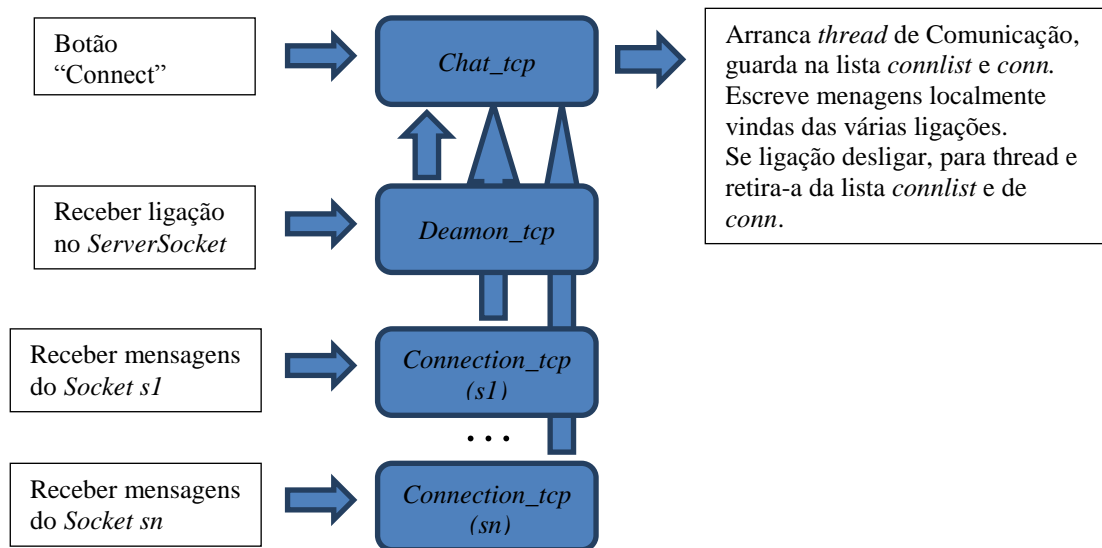 Botão
“Connect”
Chat_tcp
Arranca thread de Comunicação,
guarda na lista connlist e conn.
Escreve menagens localmente
vindas das várias ligações.
Se ligação desligar, para thread e
retira-a da lista connlist e de
conn.
Receber ligação
no ServerSocket
Deamon_tcp
Receber mensagens
do Socket s1
Connection_tcp
(s1)
...
Receber mensagens
do Socket sn
Connection_tcp
(sn)